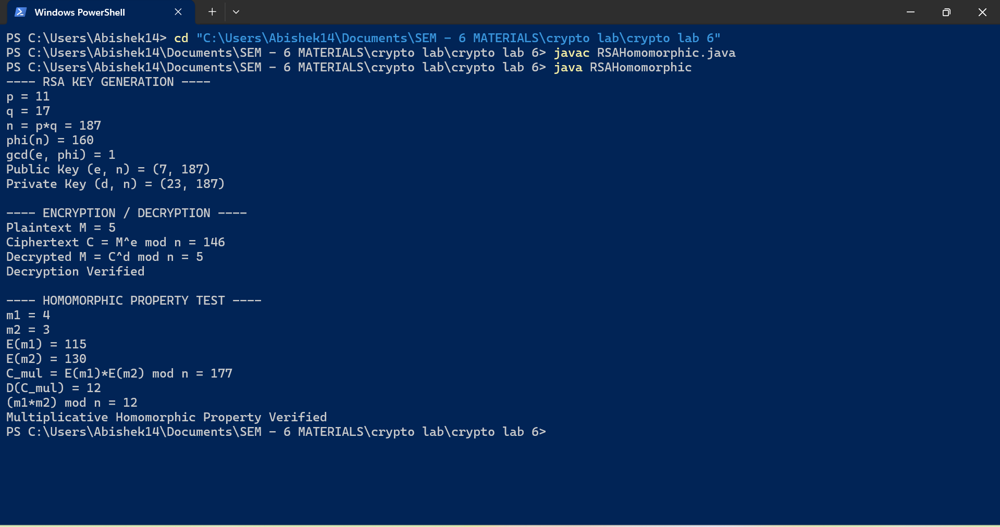 Windows PowerShell
PS C:\Users\Abishek14> cd "C:\Users\Abishek14\Documents\SEM - 6 MATERIALS\crypto lab\crypto lab 6"
PS C:\Users\Abishek14\Documents\SEM - 6 MATERIALS\crypto lab\crypto lab 6> javac RSAHomomorphic.java
PS C:\Users\Abishek14\Documents\SEM - 6 MATERIALS\crypto lab\crypto lab 6> java RSAHomomorphic
---- RSA KEY GENERATION ----
p = 11
q = 17
n = p*q = 187
phi(n) = 160
gcd(e, phi) = 1
Public Key (e, n) = (7, 187)
Private Key (d, n) = (23, 187)
---- ENCRYPTION / DECRYPTION ----
Plaintext M = 5
Ciphertext C = M^e mod n = 146
Decrypted M = C^d mod n = 5
Decryption Verified
---- HOMOMORPHIC PROPERTY TEST ----
m1 = 4
m2 = 3
E(m1) = 115
E(m2) = 130
C_mul = E(m1)*E(m2) mod n = 177
D(C_mul) = 12
(m1*m2) mod n = 12
Multiplicative Homomorphic Property Verified
PS C:\Users\Abishek14\Documents\SEM - 6 MATERIALS\crypto lab\crypto lab 6>